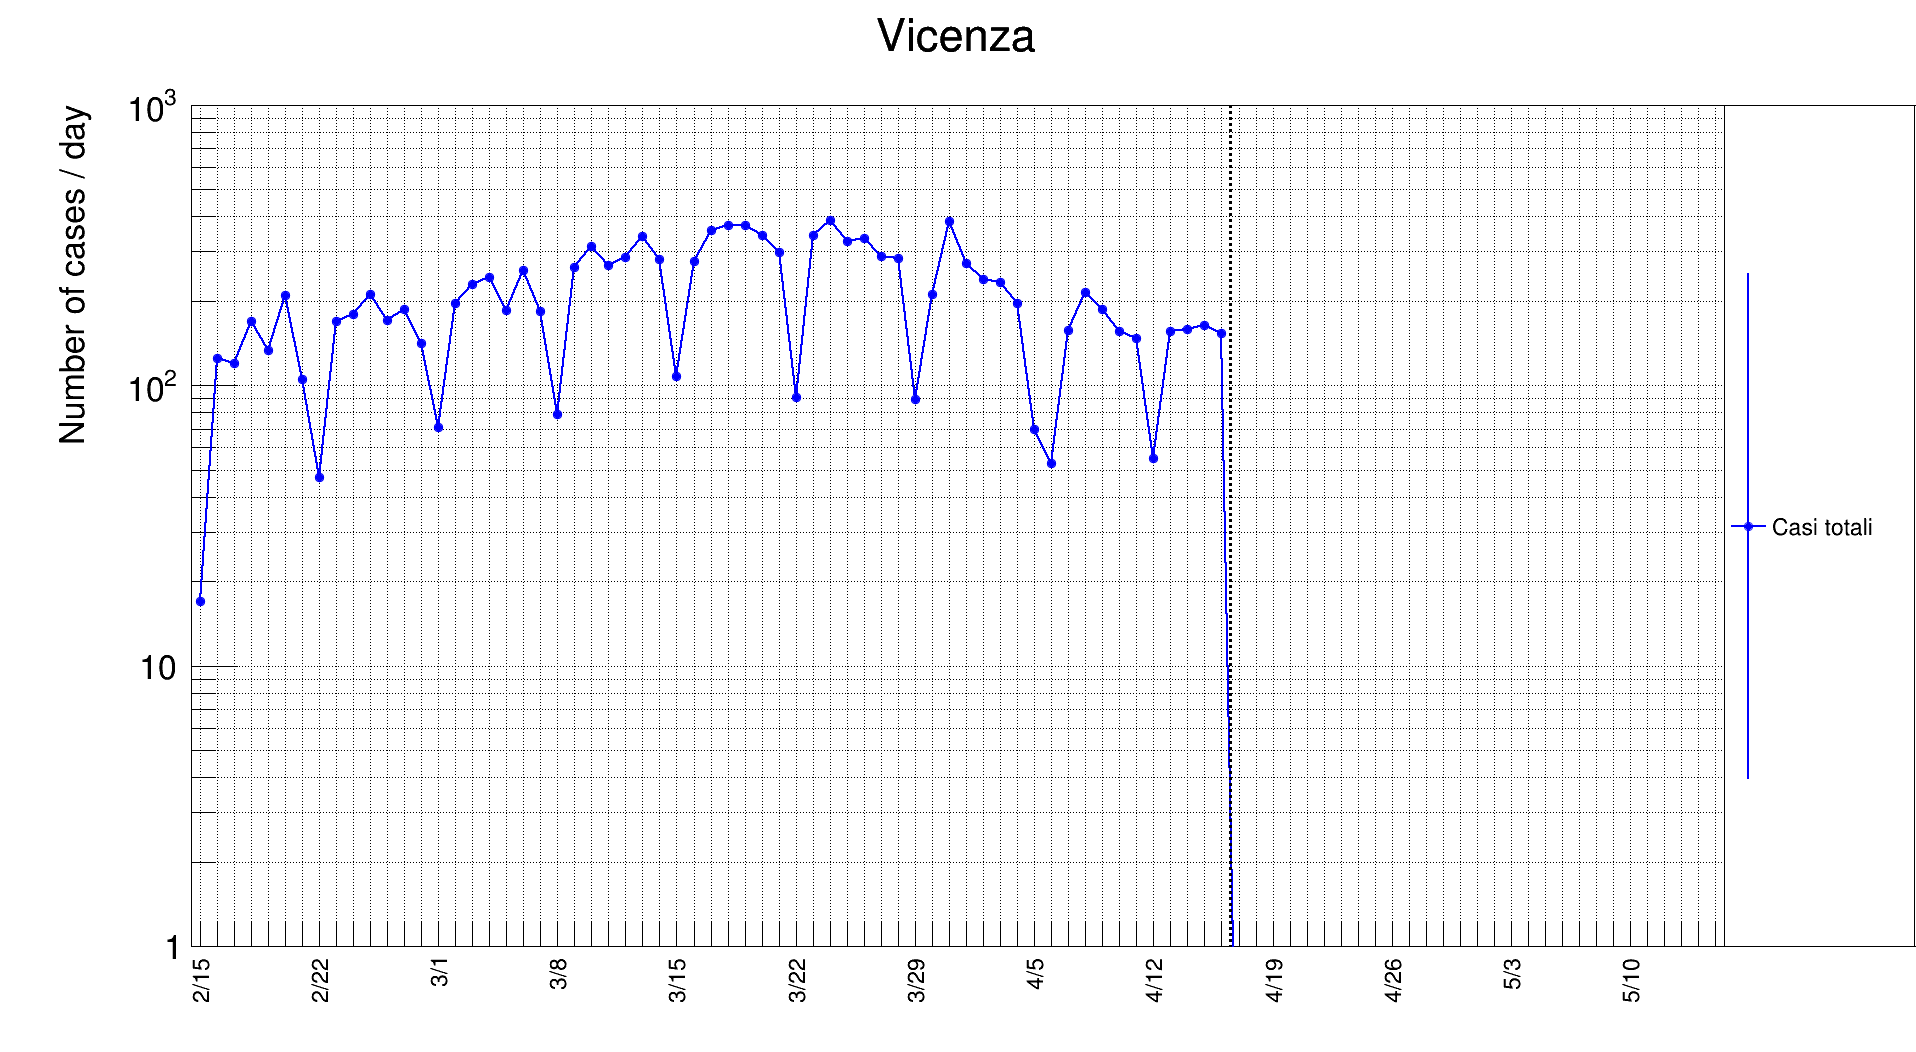 Vicenza
Number of cases / day
10³
10²
10
1
2/15 2/22 3/1 3/8 3/15 3/22 3/29 4/5 4/12 4/19 4/26 5/3 5/10
Casi totali